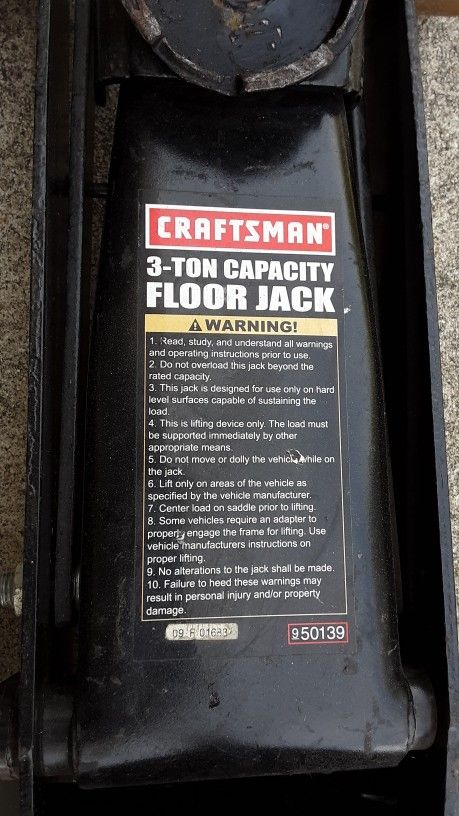 CRAFTSMAN®
3-TON CAPACITY
FLOOR JACK
WARNING!
1. Read, study, and understand all warnings
and operating instructions prior to use.
2. Do not overload this jack beyond the
rated capacity.
3. This jack is designed for use only on hard
level surfaces capable of sustaining the
load.
4. This is lifting device only. The load must
be supported immediately by other
appropriate means.
5. Do not move or dolly the vehicle while on
the jack.
6. Lift only on areas of the vehicle as
specified by the vehicle manufacturer.
7. Center load on saddle prior to lifting.
8. Some vehicles require an adapter to
properly engage the frame for lifting. Use
vehicle manufacturers instructions on
proper lifting.
9. No alterations to the jack shall be made.
10. Failure to heed these warnings may
result in personal injury and/or property
damage.
950139